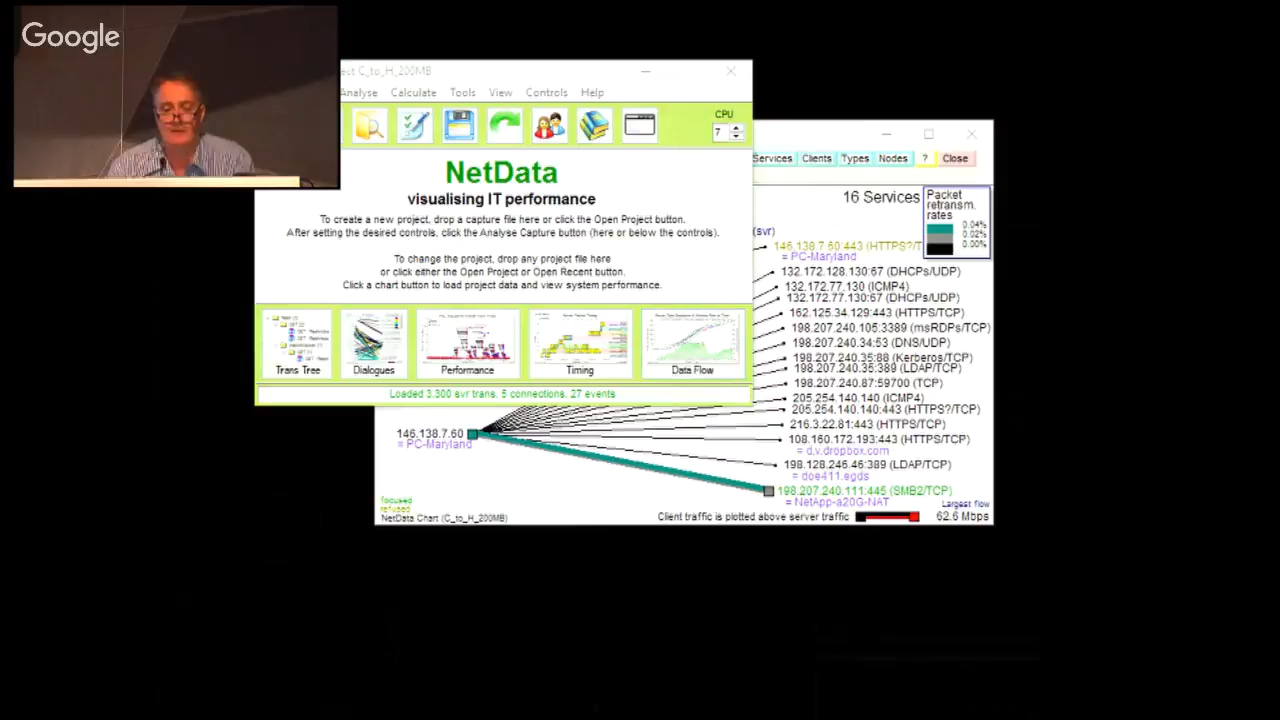 Google
ect C_to_H_200MB
Analyse Calculate Tools View Controls Help
CPU
7
NetData
visualising IT performance
To create a new project, drop a capture file here or click the Open Project button.
After setting the desired controls, click the Analyse Capture button (here or below the controls).
To change the project, drop any project file here
or click either the Open Project or Open Recent button.
Click a chart button to load project data and view system performance.
Trans Tree Dialogues Performance Timing Data Flow
Loaded 3,300 svr trans. 5 connections. 27 events
Services Clients Types Nodes ? Close
16 Services
Packet
retransm.
rates
0.04%
0.02%
0.00%
(svr)
146.138.7.60:443 (HTTPS?/T
= PC-Maryland
132.172.128.130:67 (DHCPs/UDP)
132.172.77.130 (ICMP4)
132.172.77.130:67 (DHCPs/UDP)
162.125.34.129:443 (HTTPS/TCP)
198.207.240.105:3389 (msRDPs/TCP)
198.207.240.34:53 (DNS/UDP)
198.207.240.35:88 (Kerberos/TCP)
198.207.240.35:389 (LDAP/TCP)
198.207.240.87:59700 (TCP)
205.254.140.140 (ICMP4)
205.254.140.140:443 (HTTPS?/TCP)
216.3.22.81:443 (HTTPS/TCP)
108.160.172.193:443 (HTTPS/TCP)
= d.v.dropbox.com
198.128.246.46:389 (LDAP/TCP)
= doe411.egds
198.207.240.111:445 (SMB2/TCP)
= NetApp-a20G-NAT
146.138.7.60
= PC-Maryland
focused
refused
NetData Chart (C_to_H_200MB)
Client traffic is plotted above server traffic
Largest flow
62.6 Mbps